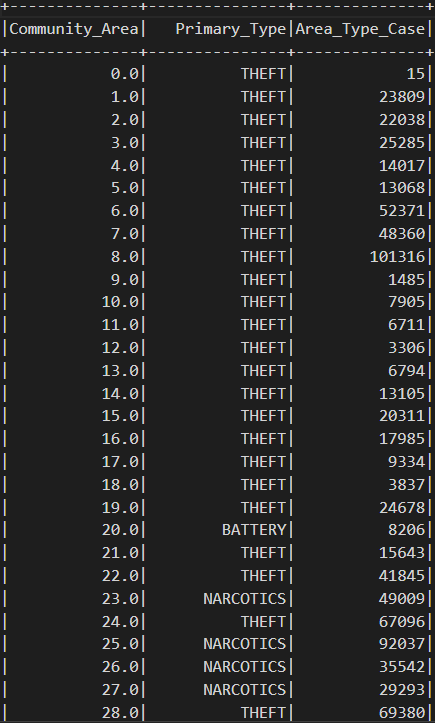 +--------------+---------------+--------------+
|Community_Area|   Primary_Type|Area_Type_Case|
+--------------+---------------+--------------+
|           0.0|          THEFT|            15|
|           1.0|          THEFT|         23809|
|           2.0|          THEFT|         22038|
|           3.0|          THEFT|         25285|
|           4.0|          THEFT|         14017|
|           5.0|          THEFT|         13068|
|           6.0|          THEFT|         52371|
|           7.0|          THEFT|         48360|
|           8.0|          THEFT|        101316|
|           9.0|          THEFT|          1485|
|          10.0|          THEFT|          7905|
|          11.0|          THEFT|          6711|
|          12.0|          THEFT|          3306|
|          13.0|          THEFT|          6794|
|          14.0|          THEFT|         13105|
|          15.0|          THEFT|         20311|
|          16.0|          THEFT|         17985|
|          17.0|          THEFT|          9334|
|          18.0|          THEFT|          3837|
|          19.0|          THEFT|         24678|
|          20.0|        BATTERY|          8206|
|          21.0|          THEFT|         15643|
|          22.0|          THEFT|         41845|
|          23.0|      NARCOTICS|         49009|
|          24.0|          THEFT|         67096|
|          25.0|      NARCOTICS|         92037|
|          26.0|      NARCOTICS|         35542|
|          27.0|      NARCOTICS|         29293|
|          28.0|          THEFT|         69380|